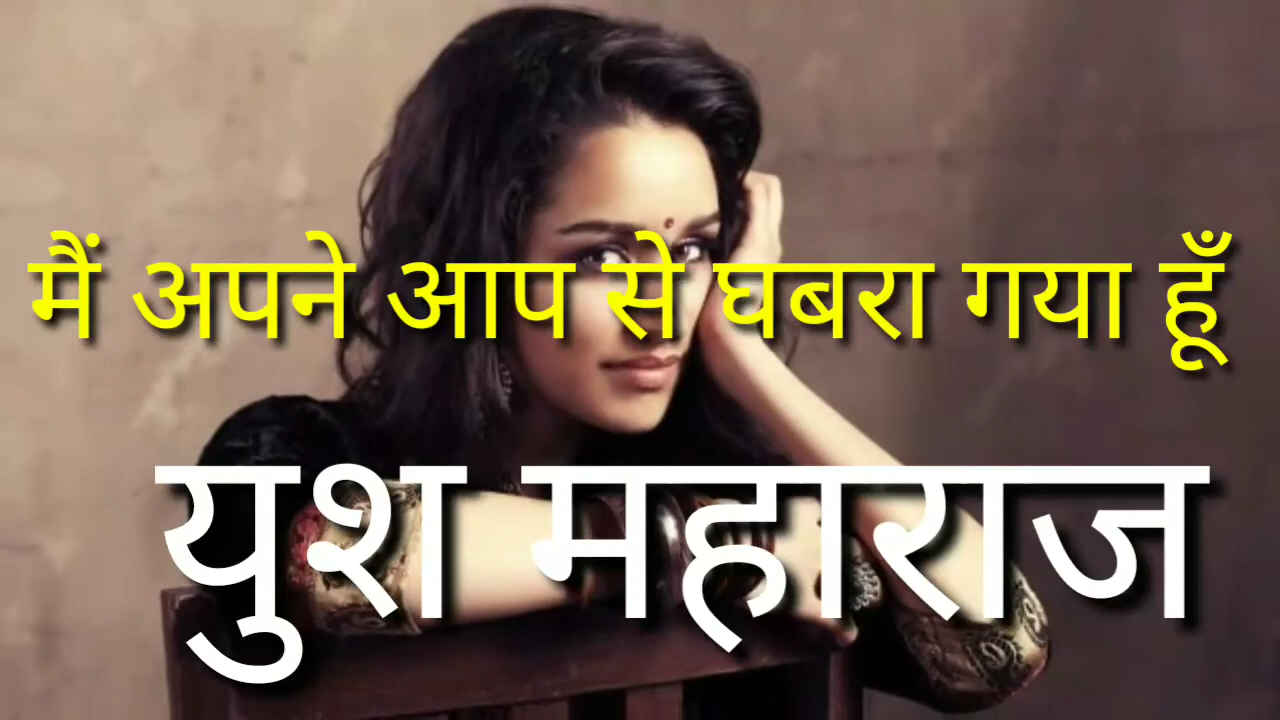 मैं अपने आप से घबरा गया हूँ
युश महाराज